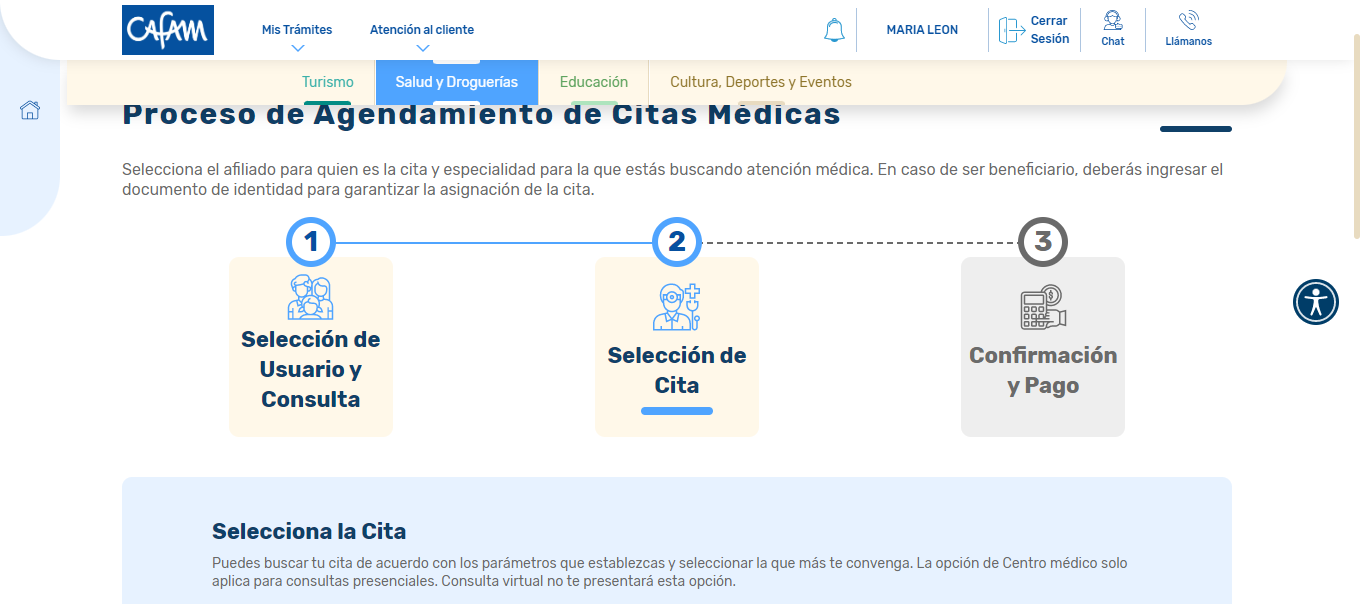 CAFAM
Mis Trámites
Atención al cliente
MARIA LEON
Cerrar
Sesión
Chat
Llámanos
Turismo
Salud y Droguerías
Educación
Cultura, Deportes y Eventos
Proceso de Agendamiento de Citas Médicas
Selecciona el afiliado para quien es la cita y especialidad para la que estás buscando atención médica. En caso de ser beneficiario, deberás ingresar el
documento de identidad para garantizar la asignación de la cita.
1
2
3
Selección de
Usuario y
Consulta
Selección de
Cita
Confirmación
y Pago
Selecciona la Cita
Puedes buscar tu cita de acuerdo con los parámetros que establezcas y seleccionar la que más te convenga. La opción de Centro médico solo
aplica para consultas presenciales. Consulta virtual no te presentará esta opción.